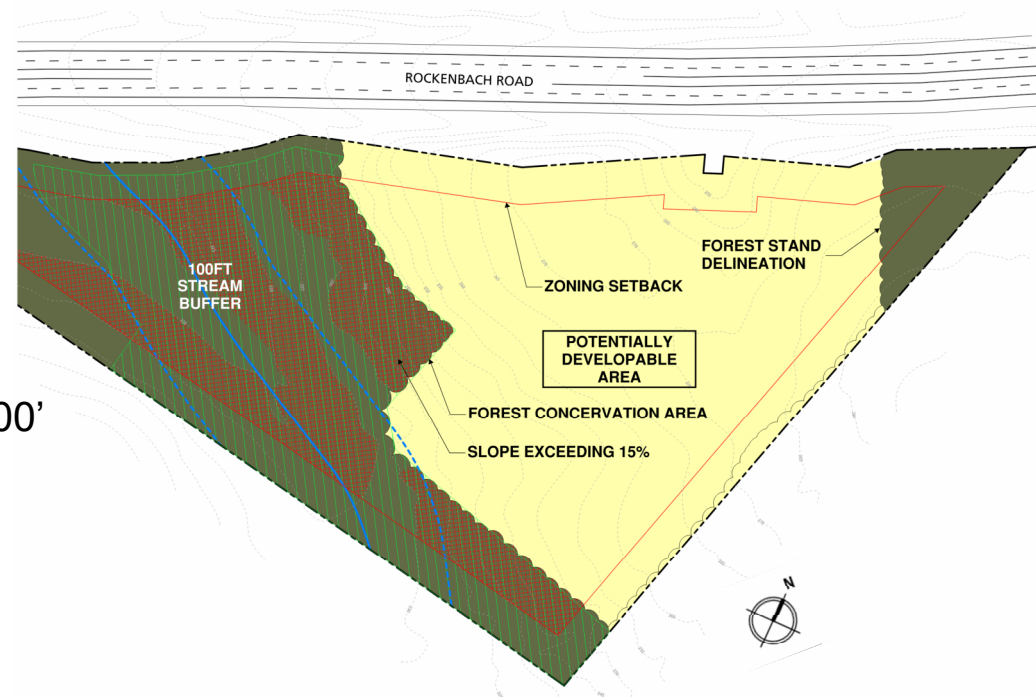 ROCKENBACH ROAD
100FT
STREAM
BUFFER
FOREST STAND
DELINEATION
ZONING SETBACK
POTENTIALLY
DEVELOPABLE
AREA
00'
FOREST CONCERVATION AREA
SLOPE EXCEEDING 15%
N